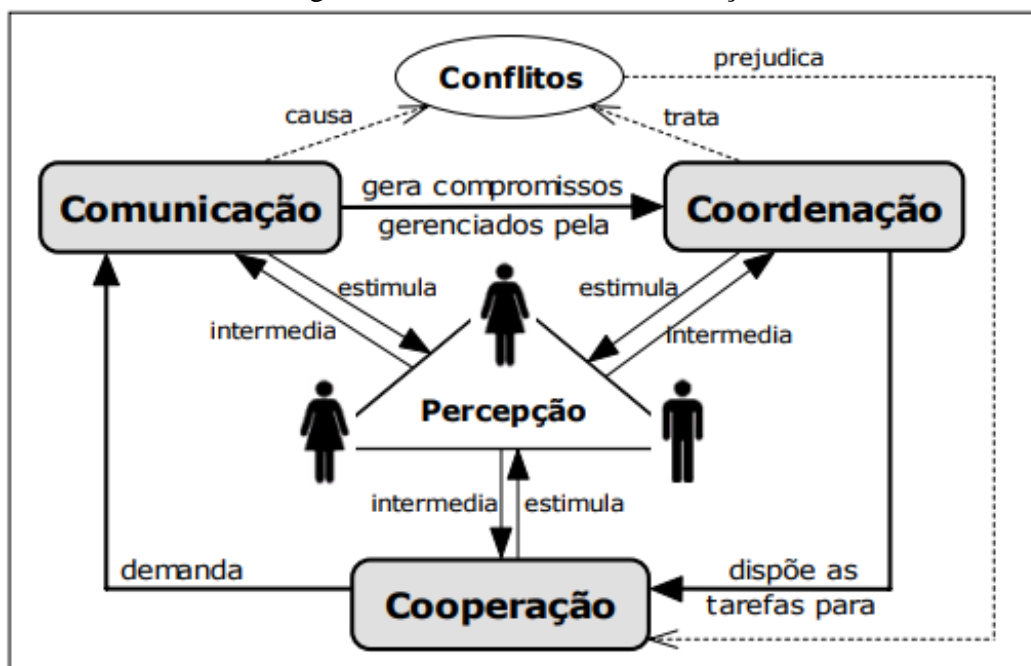 prejudica
Conflitos
causa
trata
Comunicação
gera compromissos
gerenciados pela
Coordenação
estimula
estimula
intermedia
intermedia
Percepção
intermedia
estimula
demanda
dispõe as
tarefas para
Cooperação